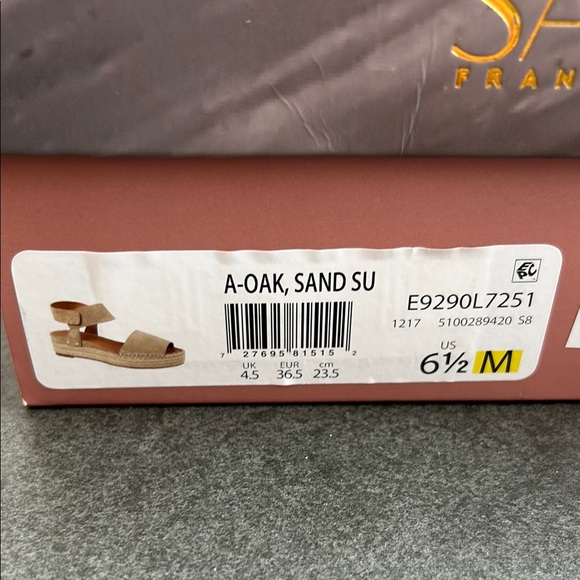 SA
FRAN
A-OAK, SAND SU
7 27695 81515 2
UK EUR cm
4.5 36.5 23.5
E9290L7251
1217 5100289420 S8
US
6½ M